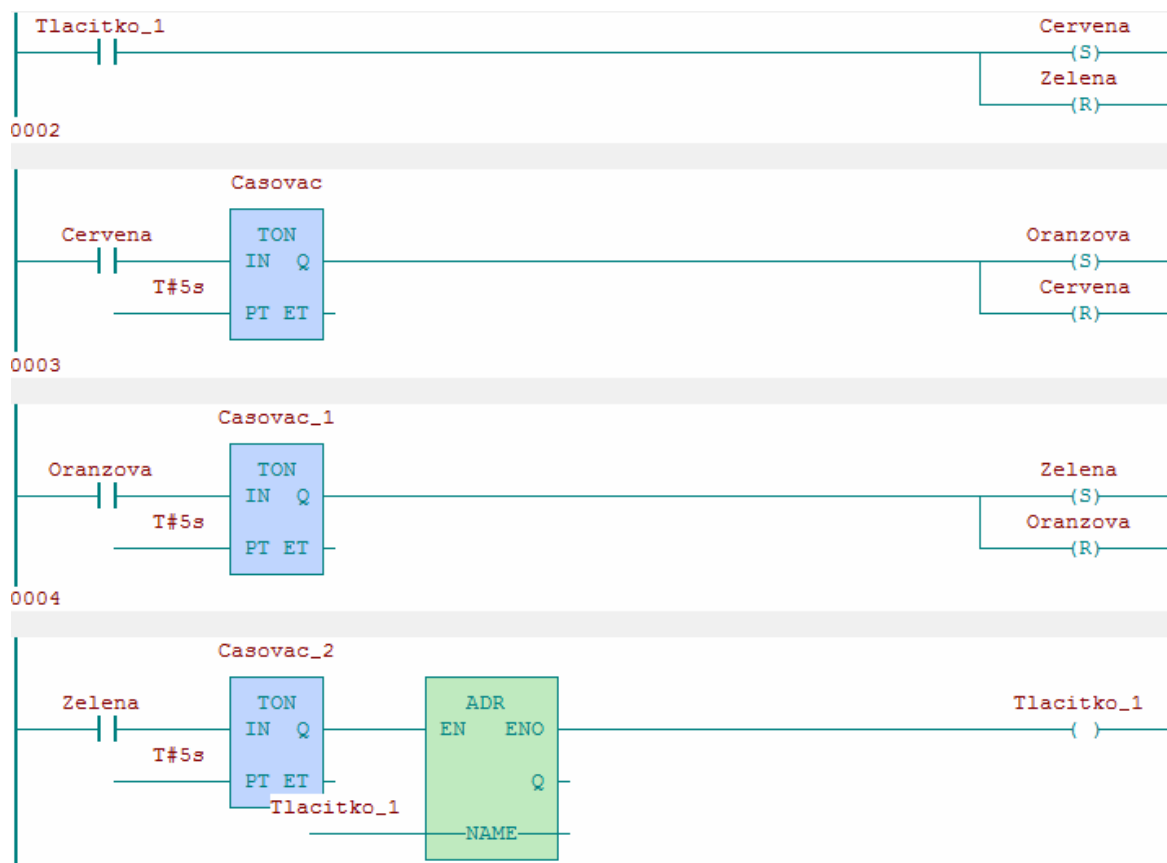 Tlacitko_1 Cervena
(S)
Zelena
(R)
0002
Casovac
Cervena TON Oranzova
IN Q (S)
T#5s Cervena
PT ET (R)
0003
Casovac_1
Oranzova TON Zelena
IN Q (S)
T#5s Oranzova
PT ET (R)
0004
Casovac_2
Zelena TON ADR Tlacitko_1
IN Q EN ENO ( )
T#5s
PT ET Q
Tlacitko_1
NAME